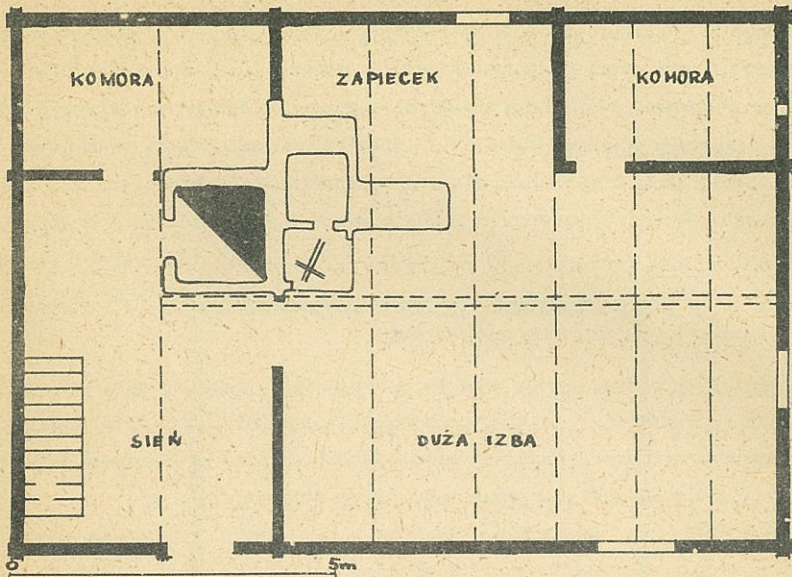 KOMORA
ZAPIECEK
KOMORA
SIEŃ
DUŻA IZBA
0 5m